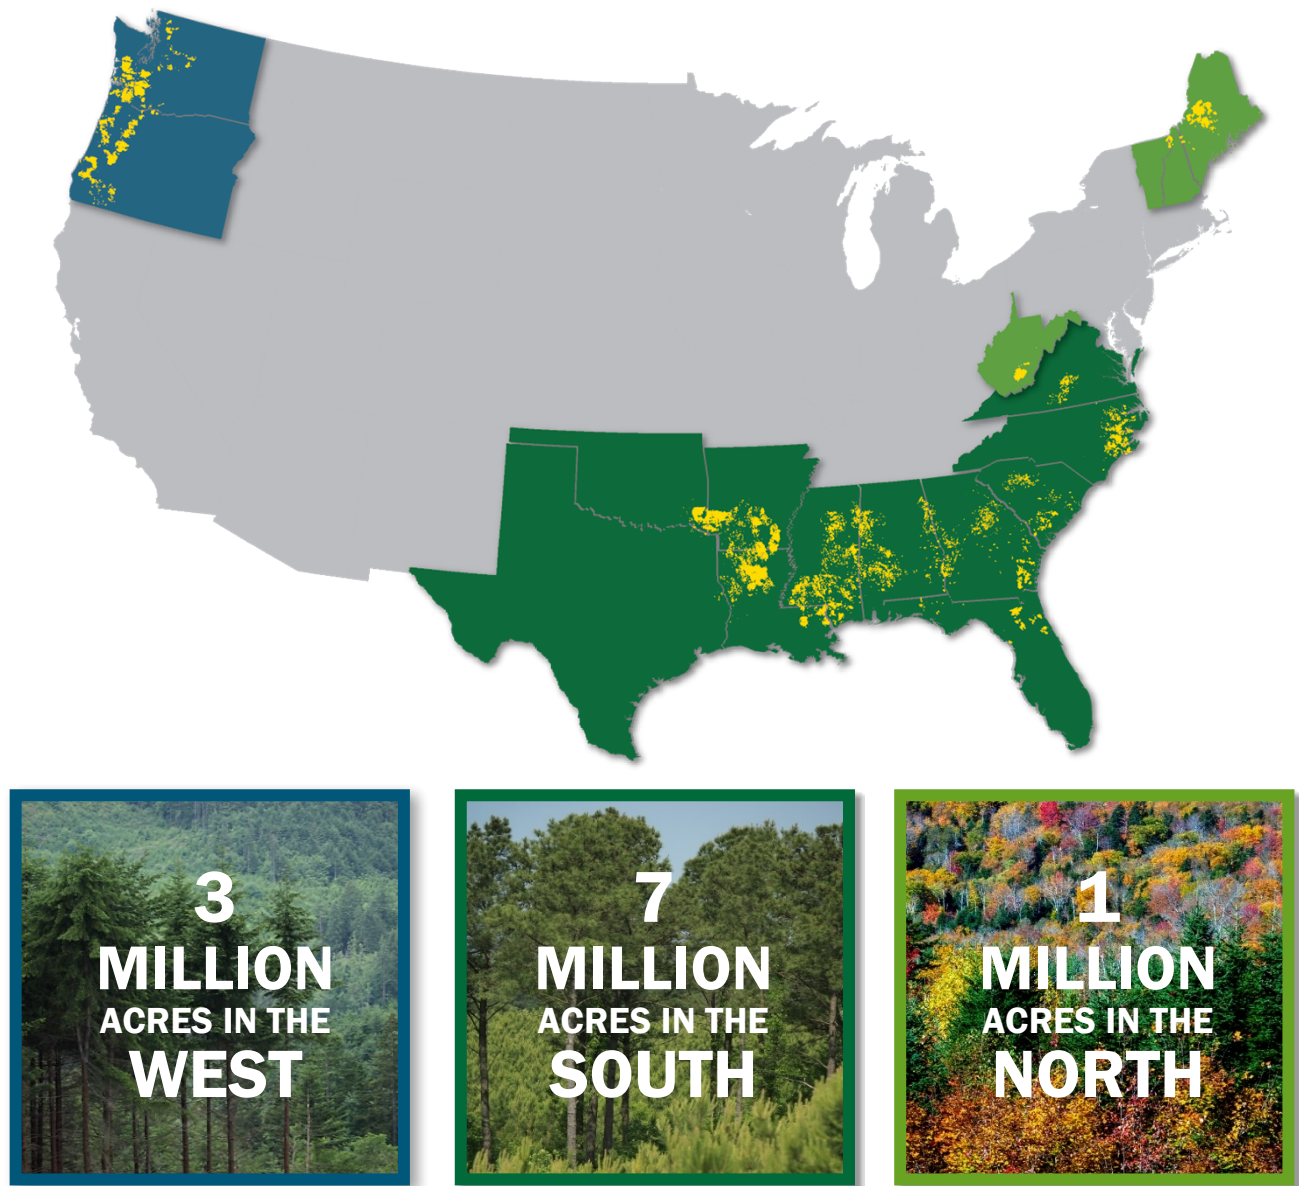 3
MILLION
ACRES IN THE
WEST
7
MILLION
ACRES IN THE
SOUTH
1
MILLION
ACRES IN THE
NORTH